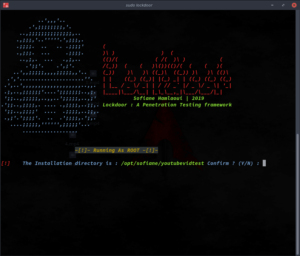 sudo lockdoor
Sofiane Hamlaoui | 2019
Lockdoor : A Penetration Testing framework
~[!]~ Running As ROOT ~[!]~
[!] The Installation directory is : /opt/sofiane/youtubevidtest Confirm ? (Y/N) :